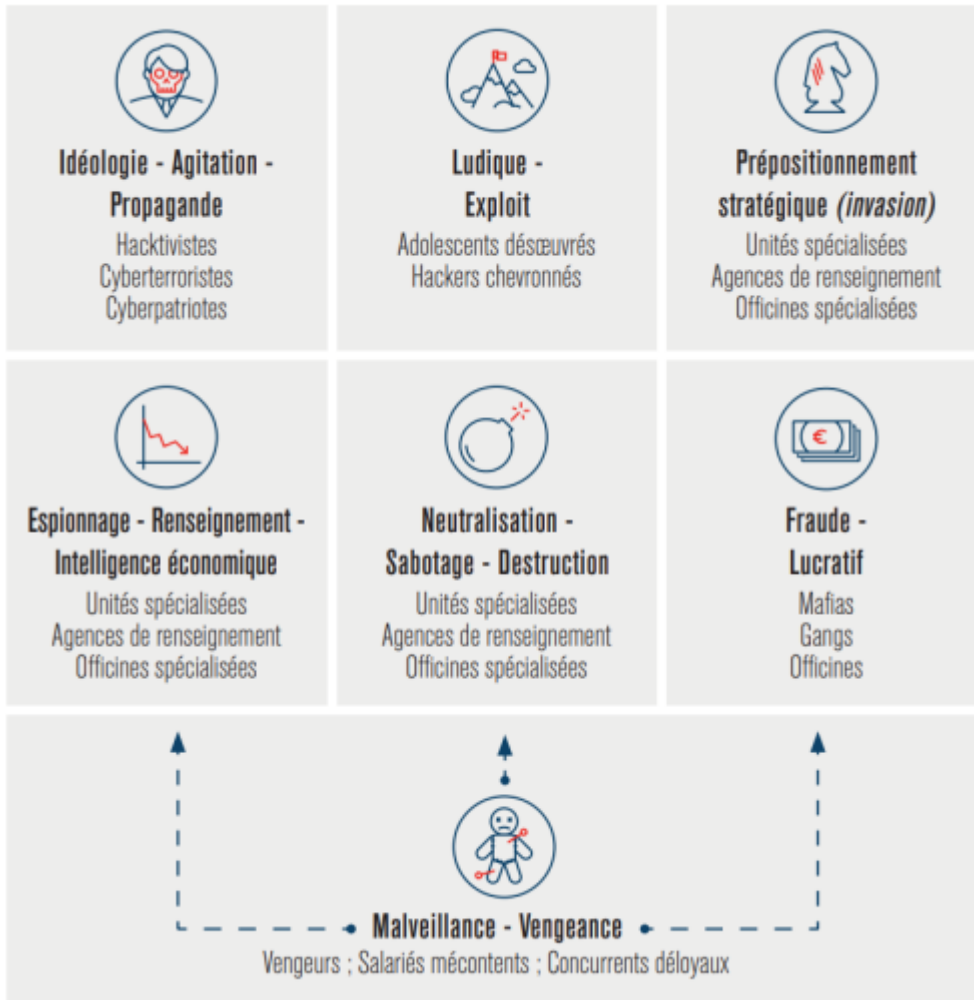 Idéologie - Agitation -
Propagande
Hacktivistes
Cyberterroristes
Cyberpatriotes
Ludique -
Exploit
Adolescents désœuvrés
Hackers chevronnés
Prépositionnement
stratégique (invasion)
Unités spécialisées
Agences de renseignement
Officines spécialisées
Espionnage - Renseignement -
Intelligence économique
Unités spécialisées
Agences de renseignement
Officines spécialisées
Neutralisation -
Sabotage - Destruction
Unités spécialisées
Agences de renseignement
Officines spécialisées
€
Fraude -
Lucratif
Mafias
Gangs
Officines
Malveillance - Vengeance
Vengeurs ; Salariés mécontents ; Concurrents déloyaux